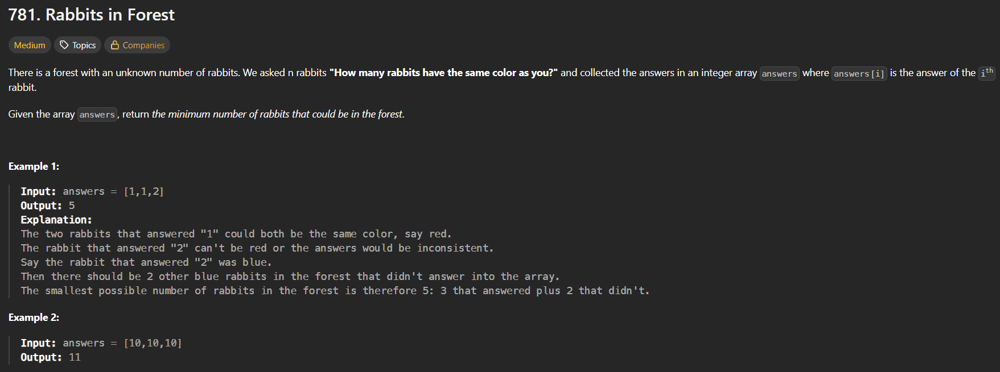 781. Rabbits in Forest
Medium Topics Companies
There is a forest with an unknown number of rabbits. We asked n rabbits "How many rabbits have the same color as you?" and collected the answers in an integer array answers where answers[i] is the answer of the ith
rabbit.
Given the array answers, return the minimum number of rabbits that could be in the forest.
Example 1:
Input: answers = [1,1,2]
Output: 5
Explanation:
The two rabbits that answered "1" could both be the same color, say red.
The rabbit that answered "2" can't be red or the answers would be inconsistent.
Say the rabbit that answered "2" was blue.
Then there should be 2 other blue rabbits in the forest that didn't answer into the array.
The smallest possible number of rabbits in the forest is therefore 5: 3 that answered plus 2 that didn't.
Example 2:
Input: answers = [10,10,10]
Output: 11